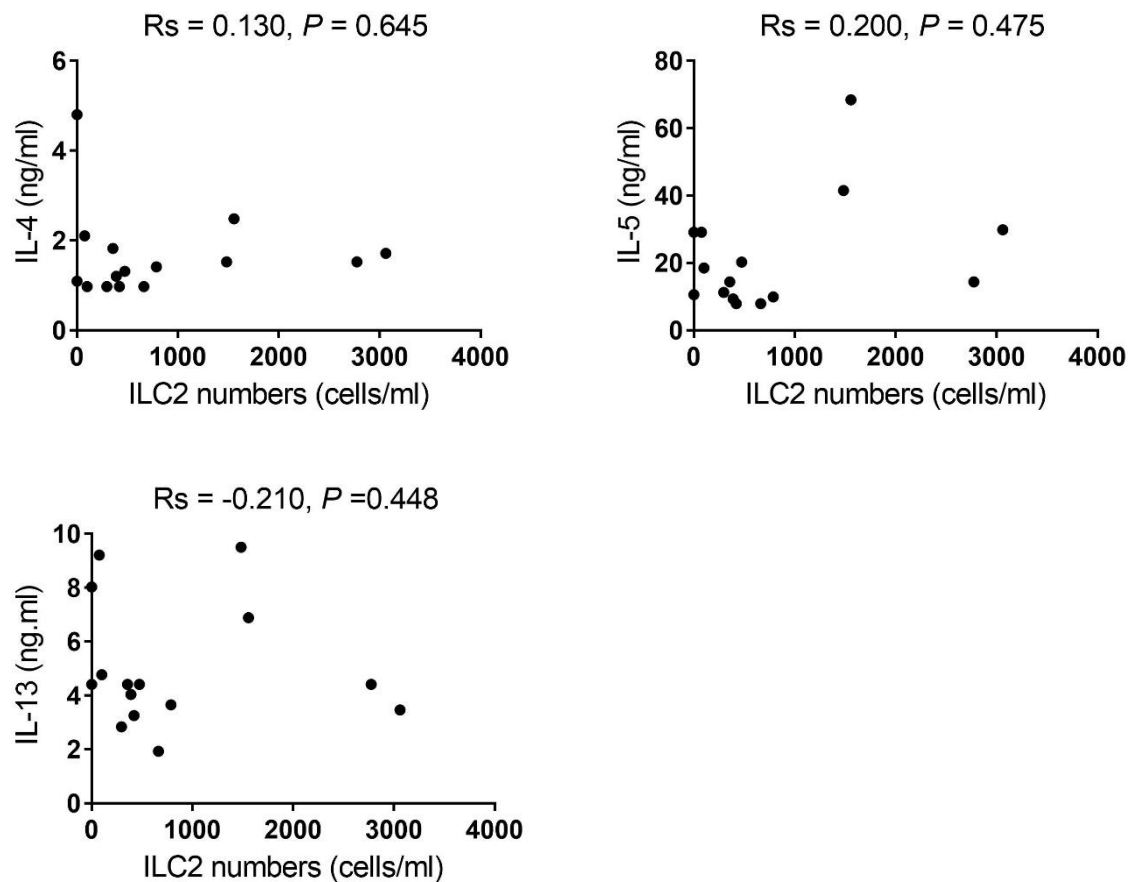 Rs = 0.130, P = 0.645
6
4
2
0
IL-4 (ng/ml)
0 1000 2000 3000 4000
ILC2 numbers (cells/ml)
Rs = 0.200, P = 0.475
80
60
40
20
0
IL-5 (ng/ml)
0 1000 2000 3000 4000
ILC2 numbers (cells/ml)
Rs = -0.210, P =0.448
10
8
6
4
2
0
IL-13 (ng.ml)
0 1000 2000 3000 4000
ILC2 numbers (cells/ml)